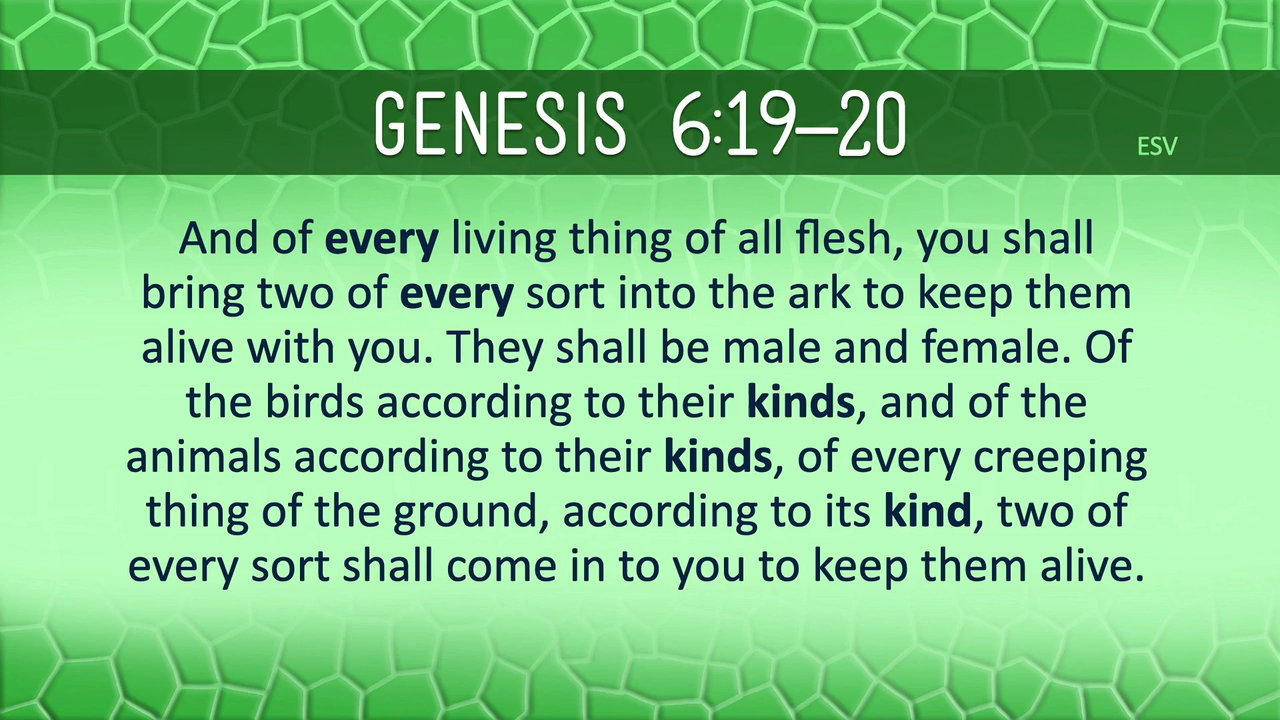 GENESIS 6:19–20
ESV
And of every living thing of all flesh, you shall
bring two of every sort into the ark to keep them
alive with you. They shall be male and female. Of
the birds according to their kinds, and of the
animals according to their kinds, of every creeping
thing of the ground, according to its kind, two of
every sort shall come in to you to keep them alive.